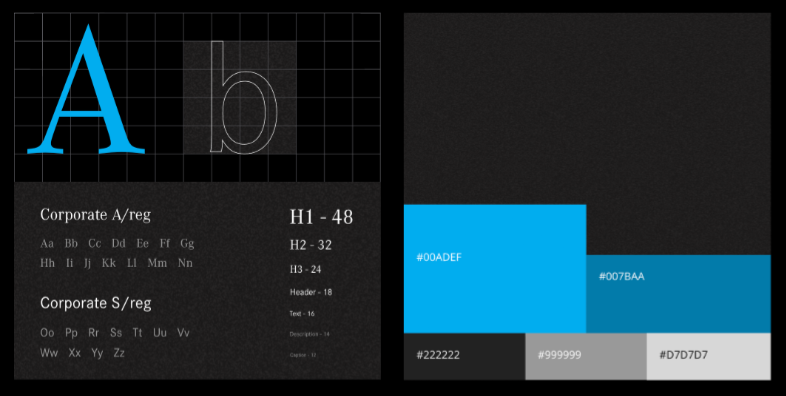 A b
Corporate A/reg
Aa Bb Cc Dd Ee Ff Gg
Hh Ii Jj Kk Ll Mm Nn
Corporate S/reg
Oo Pp Rr Ss Tt Uu Vv
Ww Xx Yy Zz
H1 - 48
H2 - 32
H3 - 24
Header - 18
Text - 16
Description - 14
#00ADEF
#007BAA
#222222
#999999
#D7D7D7